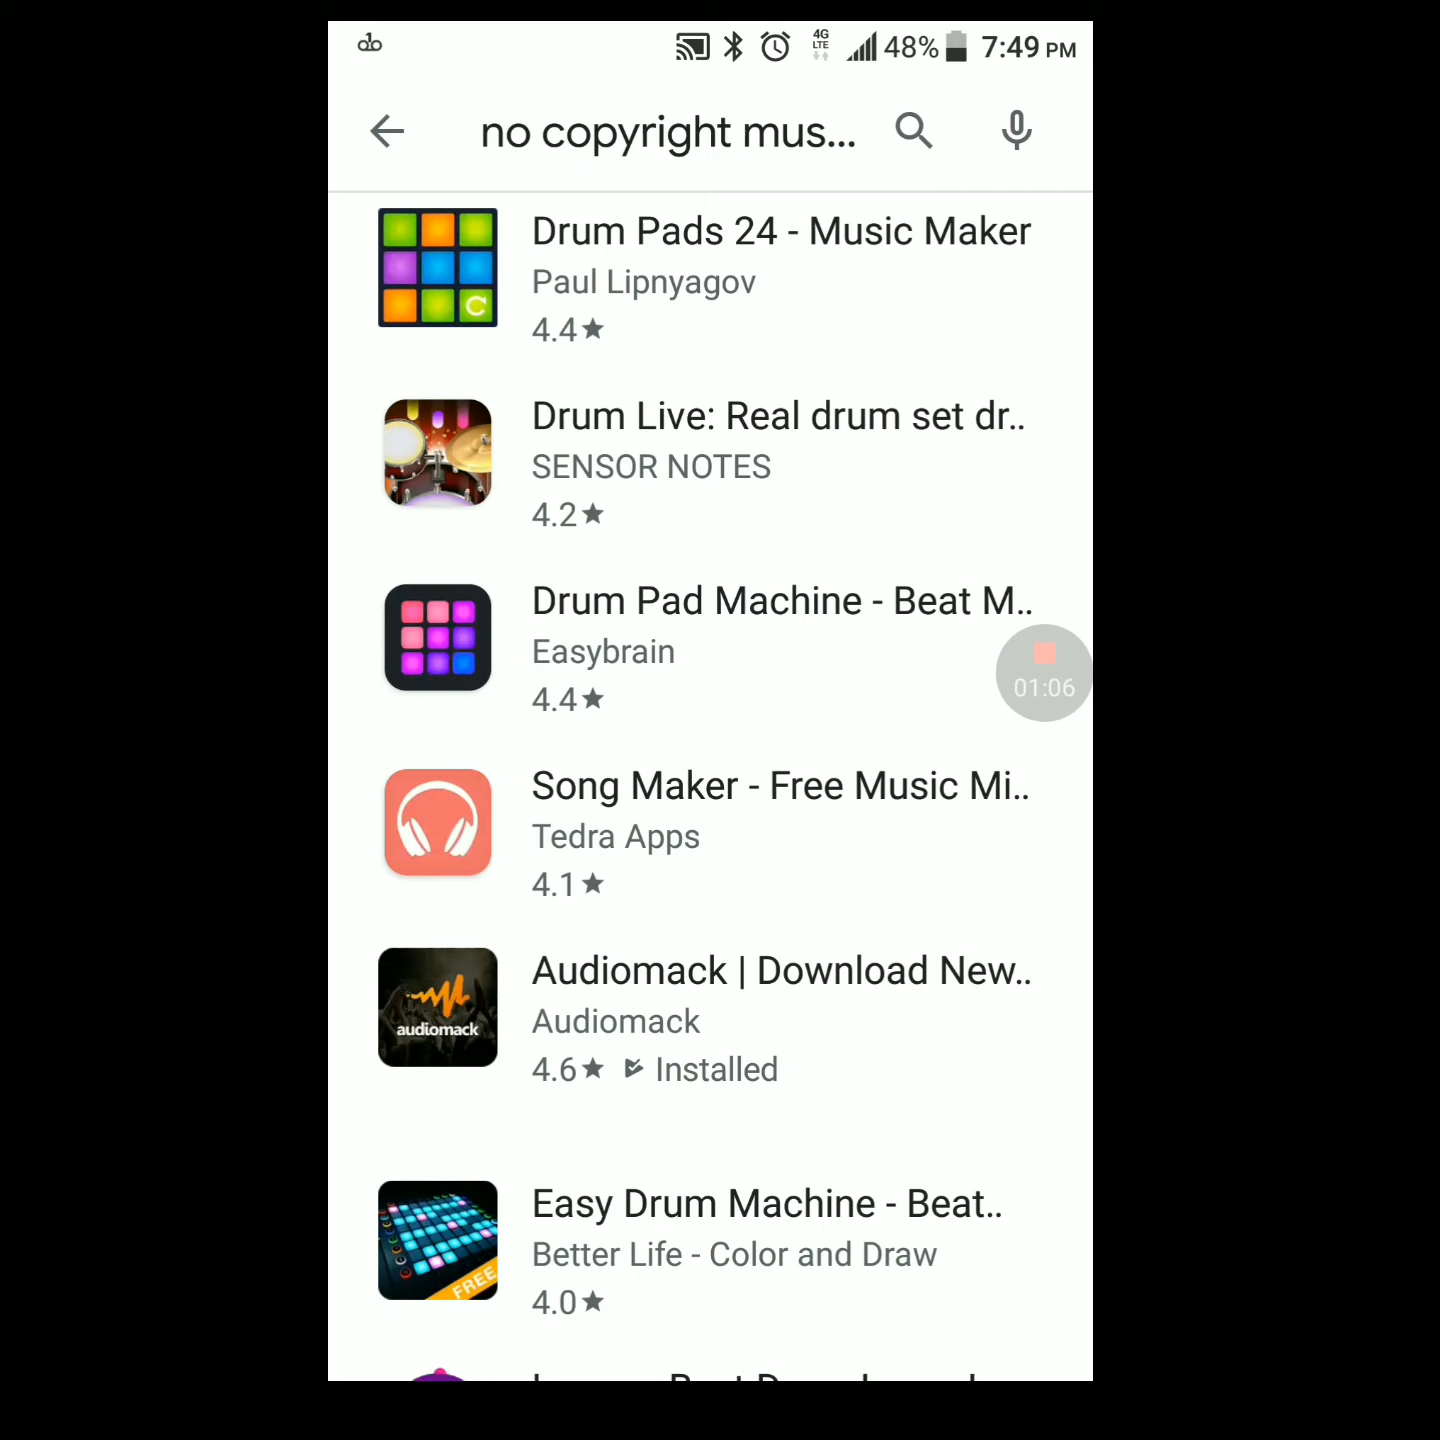 4G
LTE
48%
7:49 PM
no copyright mus...
Drum Pads 24 - Music Maker
Paul Lipnyagov
4.4★
Drum Live: Real drum set dr..
SENSOR NOTES
4.2★
Drum Pad Machine - Beat M..
Easybrain
4.4★
01:06
Song Maker - Free Music Mi..
Tedra Apps
4.1★
audiomack
Audiomack | Download New..
Audiomack
4.6★ Installed
FREE
Easy Drum Machine - Beat..
Better Life - Color and Draw
4.0★